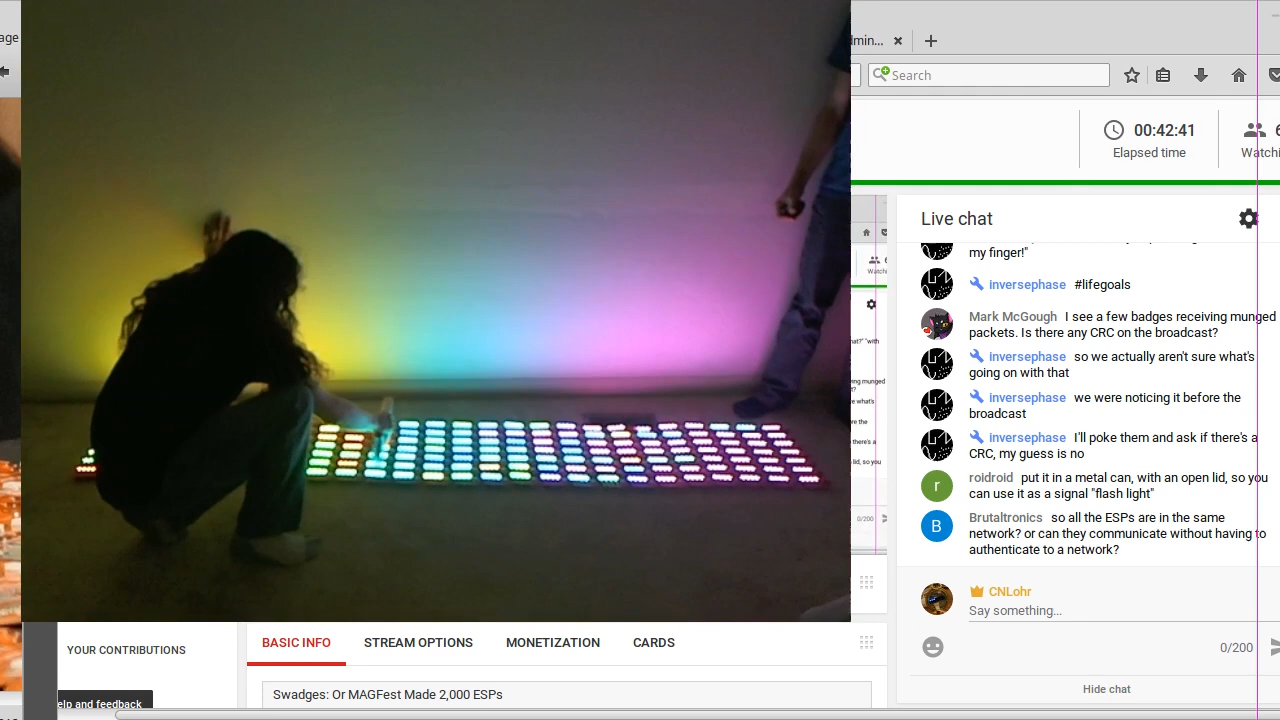 age
dmin...
Search
00:42:41
Elapsed time
Live chat
my finger!"
inversephase #lifegoals
Mark McGough I see a few badges receiving munged
packets. Is there any CRC on the broadcast?
inversephase so we actually aren't sure what's
going on with that
inversephase we were noticing it before the
broadcast
inversephase I'll poke them and ask if there's a
CRC, my guess is no
r
roidroid put it in a metal can, with an open lid, so you
can use it as a signal "flash light"
B
Brutaltronics so all the ESPs are in the same
network? or can they communicate without having to
authenticate to a network?
CNLohr
Say something...
0/200
Hide chat
YOUR CONTRIBUTIONS
elp and feedback
BASIC INFO
STREAM OPTIONS
MONETIZATION
CARDS
Swadges: Or MAGFest Made 2,000 ESPs